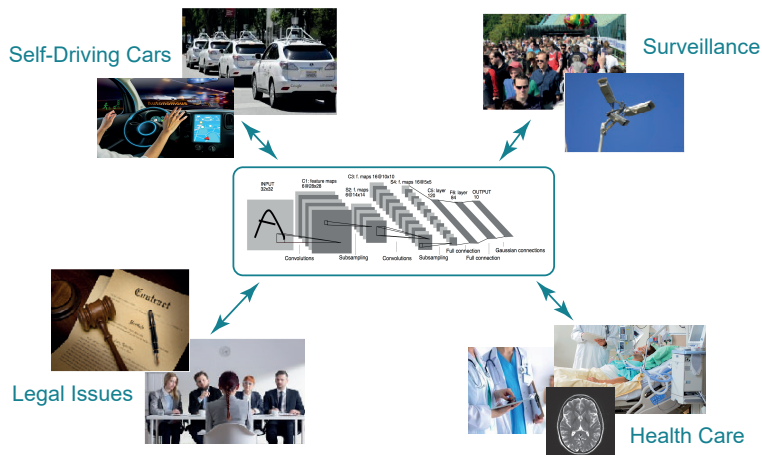 Self-Driving Cars
Surveillance
AUTONOMOUS
INPUT
32x32
C1: feature maps
6@28x28
S2: f. maps
6@14x14
C3: f. maps 16@10x10
S4: f. maps 16@5x5
C5: layer
120
F6: layer
84
OUTPUT
10
A
Convolutions
Subsampling
Convolutions
Subsampling
Full connection
Full connection
Gaussian connections
Contract
Legal Issues
Health Care